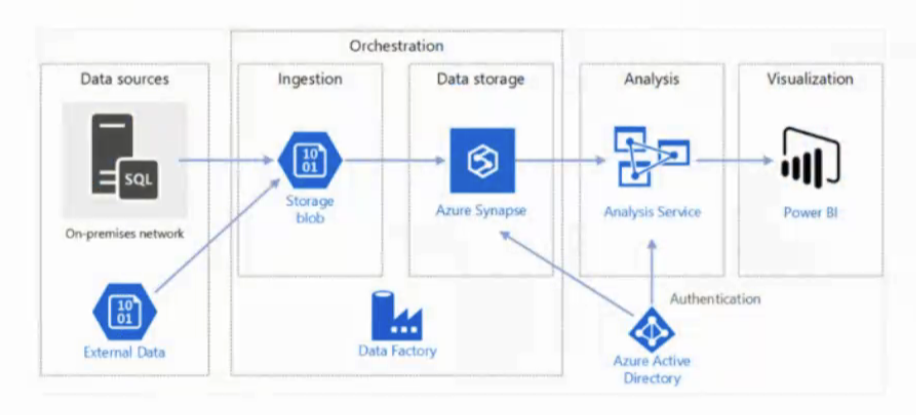 Orchestration
Data sources
Ingestion
Data storage
Analysis
Visualization
10
01
SQL
Storage
blob
Azure Synapse
Analysis Service
Power BI
On-premises network
10
01
External Data
Data Factory
Authentication
Azure Active
Directory